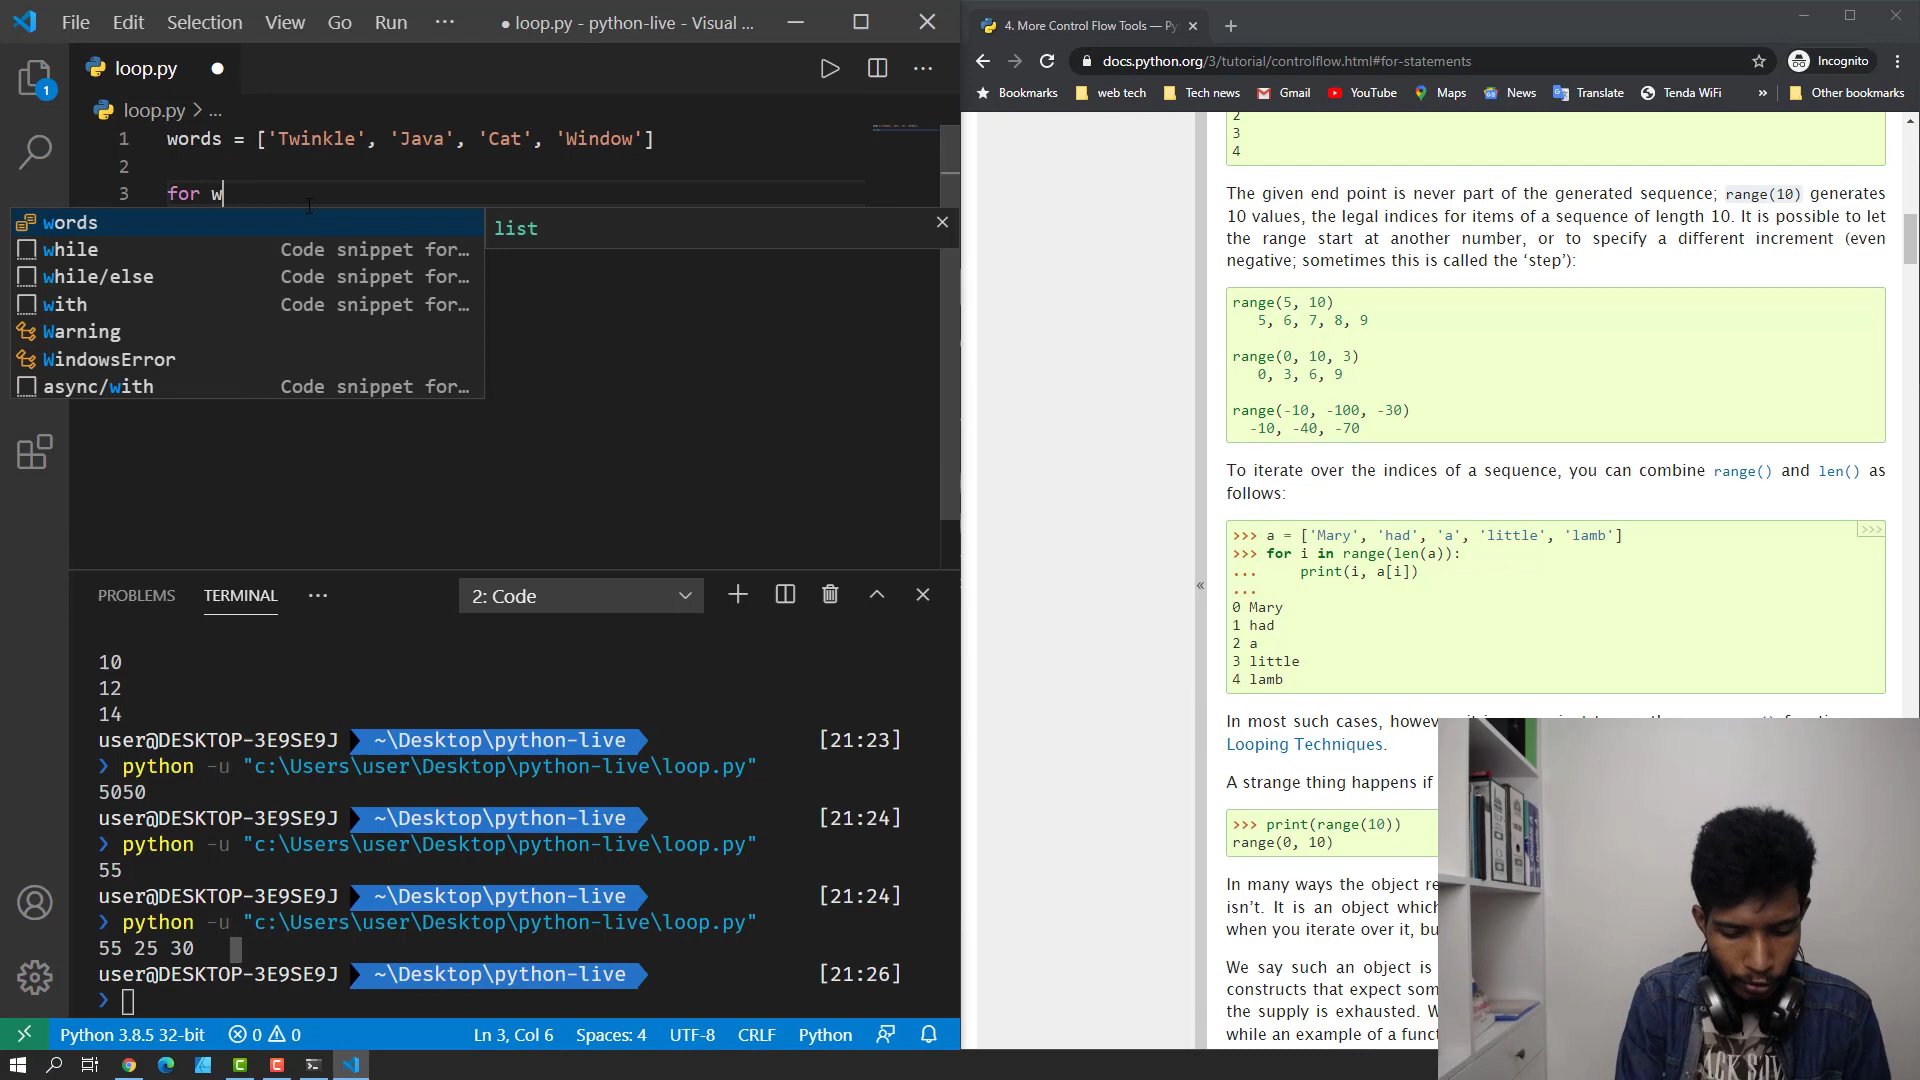 File Edit Selection View Go Run ··· ● loop.py - python-live - Visual ...
loop.py ●
loop.py > ...
1 words = ['Twinkle', 'Java', 'Cat', 'Window']
2
3 for w
words
while Code snippet for…
while/else Code snippet for…
with Code snippet for…
Warning
WindowsError
async/with Code snippet for…
list
1
PROBLEMS TERMINAL ··· 2: Code
10
12
14
user@DESKTOP-3E9SE9J ~\Desktop\python-live [21:23]
❯ python -u "c:\Users\user\Desktop\python-live\loop.py"
5050
user@DESKTOP-3E9SE9J ~\Desktop\python-live [21:24]
❯ python -u "c:\Users\user\Desktop\python-live\loop.py"
55
user@DESKTOP-3E9SE9J ~\Desktop\python-live [21:24]
❯ python -u "c:\Users\user\Desktop\python-live\loop.py"
55 25 30
user@DESKTOP-3E9SE9J ~\Desktop\python-live [21:26]
❯
Python 3.8.5 32-bit 0 0 Ln 3, Col 6 Spaces: 4 UTF-8 CRLF Python
4. More Control Flow Tools — Py
docs.python.org/3/tutorial/controlflow.html#for-statements Incognito
Bookmarks web tech Tech news Gmail YouTube Maps News Translate Tenda WiFi » Other bookmarks
2
3
4
The given end point is never part of the generated sequence; range(10) generates
10 values, the legal indices for items of a sequence of length 10. It is possible to let
the range start at another number, or to specify a different increment (even
negative; sometimes this is called the ‘step’):
range(5, 10)
5, 6, 7, 8, 9
range(0, 10, 3)
0, 3, 6, 9
range(-10, -100, -30)
-10, -40, -70
To iterate over the indices of a sequence, you can combine range() and len() as
follows:
>>>
>>> a = ['Mary', 'had', 'a', 'little', 'lamb']
>>> for i in range(len(a)):
... print(i, a[i])
...
0 Mary
1 had
2 a
3 little
4 lamb
«
In most such cases, howev
Looping Techniques.
A strange thing happens if
>>> print(range(10))
range(0, 10)
In many ways the object re
isn’t. It is an object which
when you iterate over it, bu
We say such an object is
constructs that expect som
the supply is exhausted. W
while an example of a funct